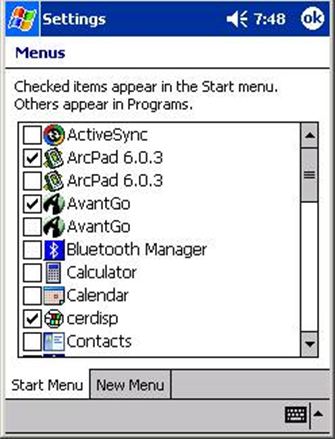 Settings 7:48 ok
Menus
Checked items appear in the Start menu.
Others appear in Programs.
ActiveSync
ArcPad 6.0.3
ArcPad 6.0.3
AvantGo
AvantGo
Bluetooth Manager
Calculator
Calendar
cerdisp
Contacts
Start Menu New Menu